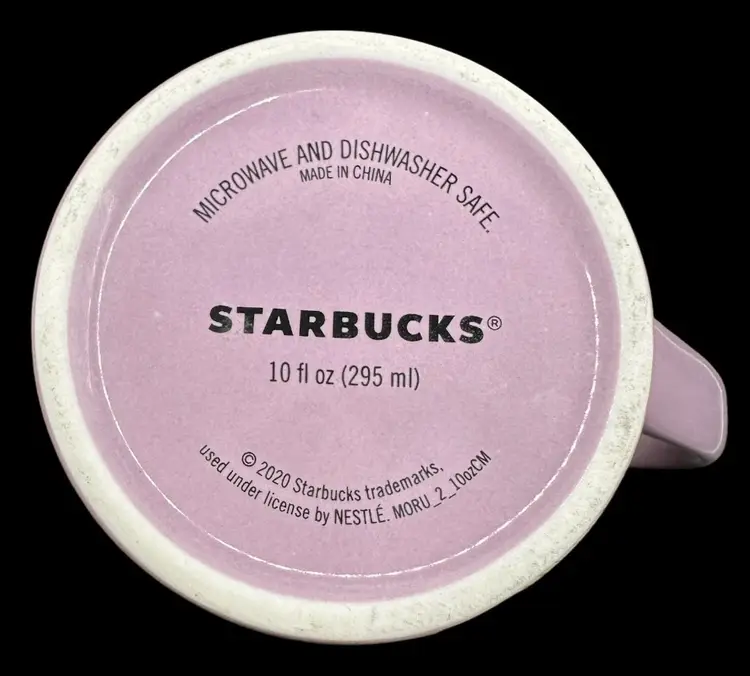 MICROWAVE AND DISHWASHER SAFE.
MADE IN CHINA
STARBUCKS®
10 fl oz (295 ml)
© 2020 Starbucks trademarks,
used under license by NESTLÉ. MORU_2_10ozCM